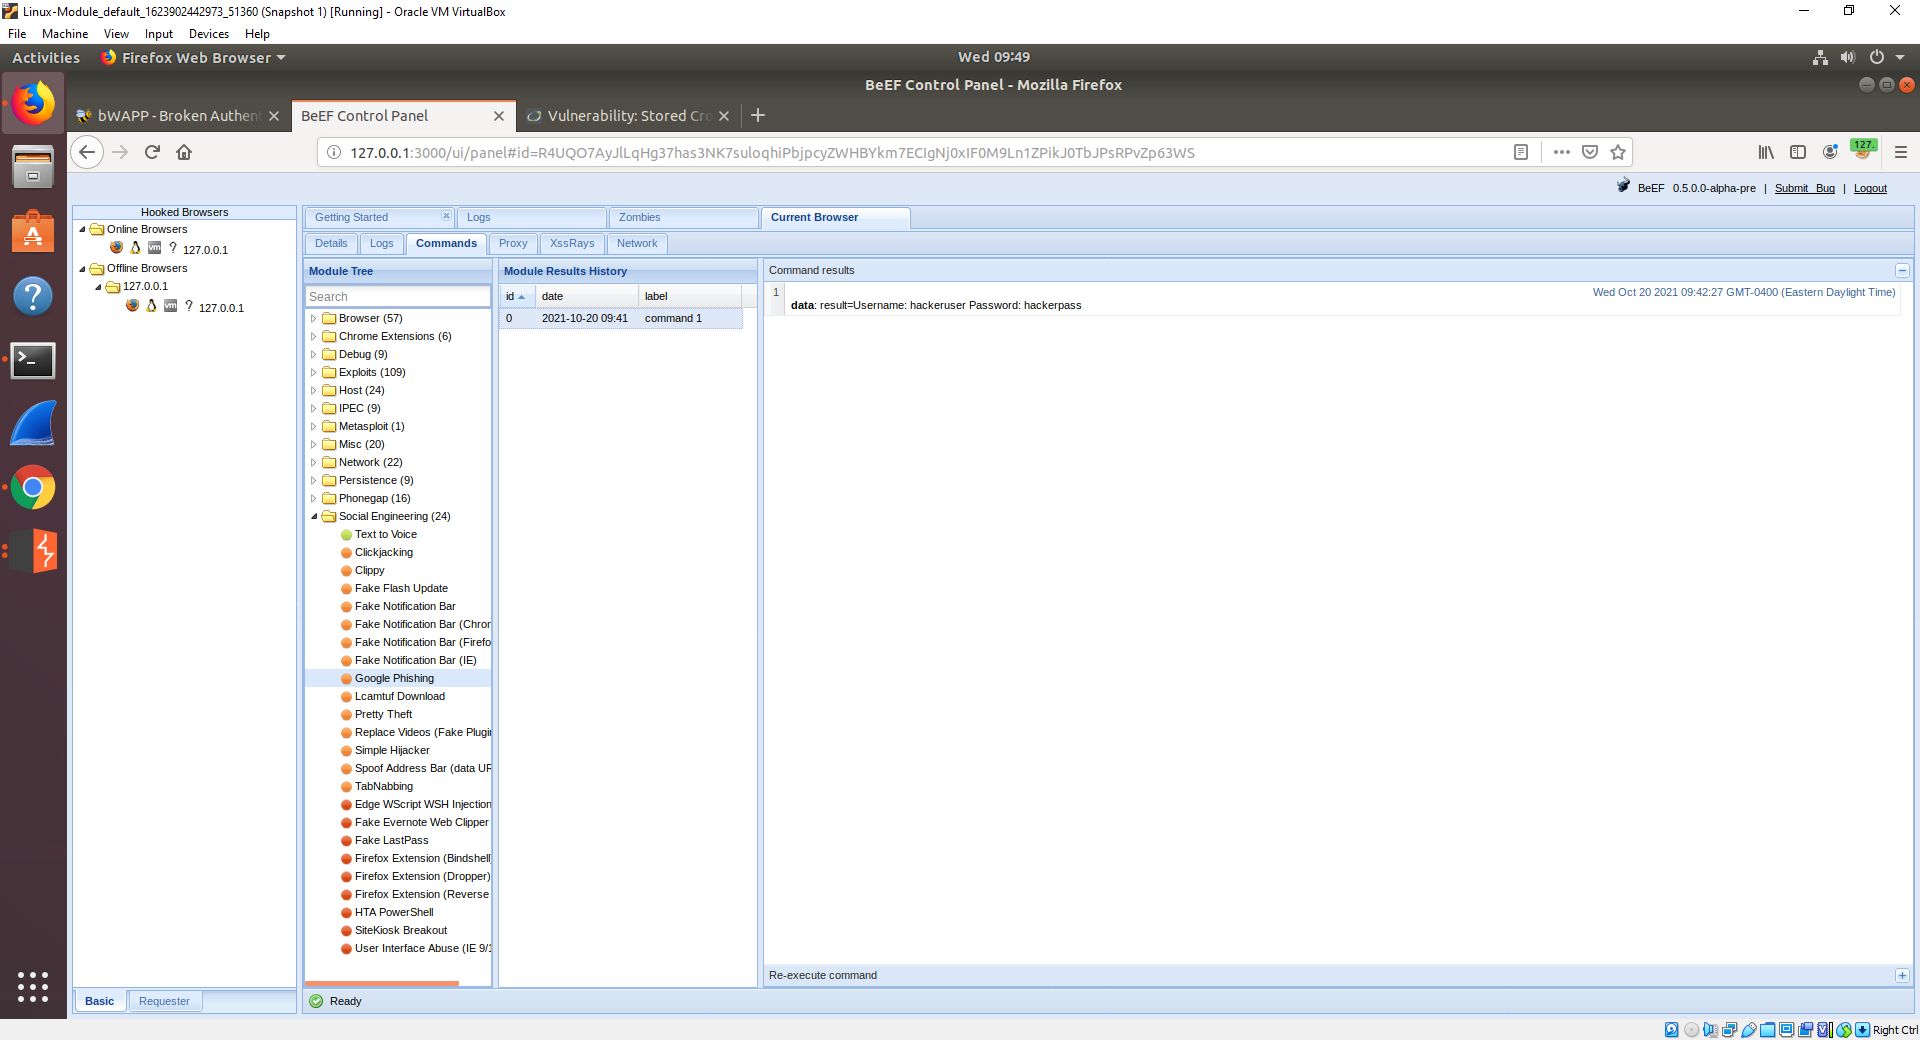 Linux-Module_default_1623902442973_51360 (Snapshot 1) [Running] - Oracle VM VirtualBox
File Machine View Input Devices Help
Activities Firefox Web Browser Wed 09:49
BeEF Control Panel - Mozilla Firefox
bWAPP - Broken Authent BeEF Control Panel Vulnerability: Stored Cro
127.0.0.1:3000/ui/panel#id=R4UQO7AyJlLqHg37has3NK7suloqhiPbjpcyZWHBYkm7ECIgNj0xIF0M9Ln1ZPikJ0TbJPsRPvZp63WS
127.
BeEF 0.5.0.0-alpha-pre | Submit Bug | Logout
Hooked Browsers
Online Browsers
? 127.0.0.1
Offline Browsers
127.0.0.1
? 127.0.0.1
Getting Started Logs Zombies Current Browser
Details Logs Commands Proxy XssRays Network
Module Tree
Search
Browser (57)
Chrome Extensions (6)
Debug (9)
Exploits (109)
Host (24)
IPEC (9)
Metasploit (1)
Misc (20)
Network (22)
Persistence (9)
Phonegap (16)
Social Engineering (24)
Text to Voice
Clickjacking
Clippy
Fake Flash Update
Fake Notification Bar
Fake Notification Bar (Chror
Fake Notification Bar (Firefo
Fake Notification Bar (IE)
Google Phishing
Lcamtuf Download
Pretty Theft
Replace Videos (Fake Plugin
Simple Hijacker
Spoof Address Bar (data UR
TabNabbing
Edge WScript WSH Injection
Fake Evernote Web Clipper
Fake LastPass
Firefox Extension (Bindshell)
Firefox Extension (Dropper)
Firefox Extension (Reverse
HTA PowerShell
SiteKiosk Breakout
User Interface Abuse (IE 9/1
Module Results History
id date label
0 2021-10-20 09:41 command 1
Command results
1 Wed Oct 20 2021 09:42:27 GMT-0400 (Eastern Daylight Time)
data: result=Username: hackeruser Password: hackerpass
Re-execute command
Basic Requester
Ready
Right Ctrl